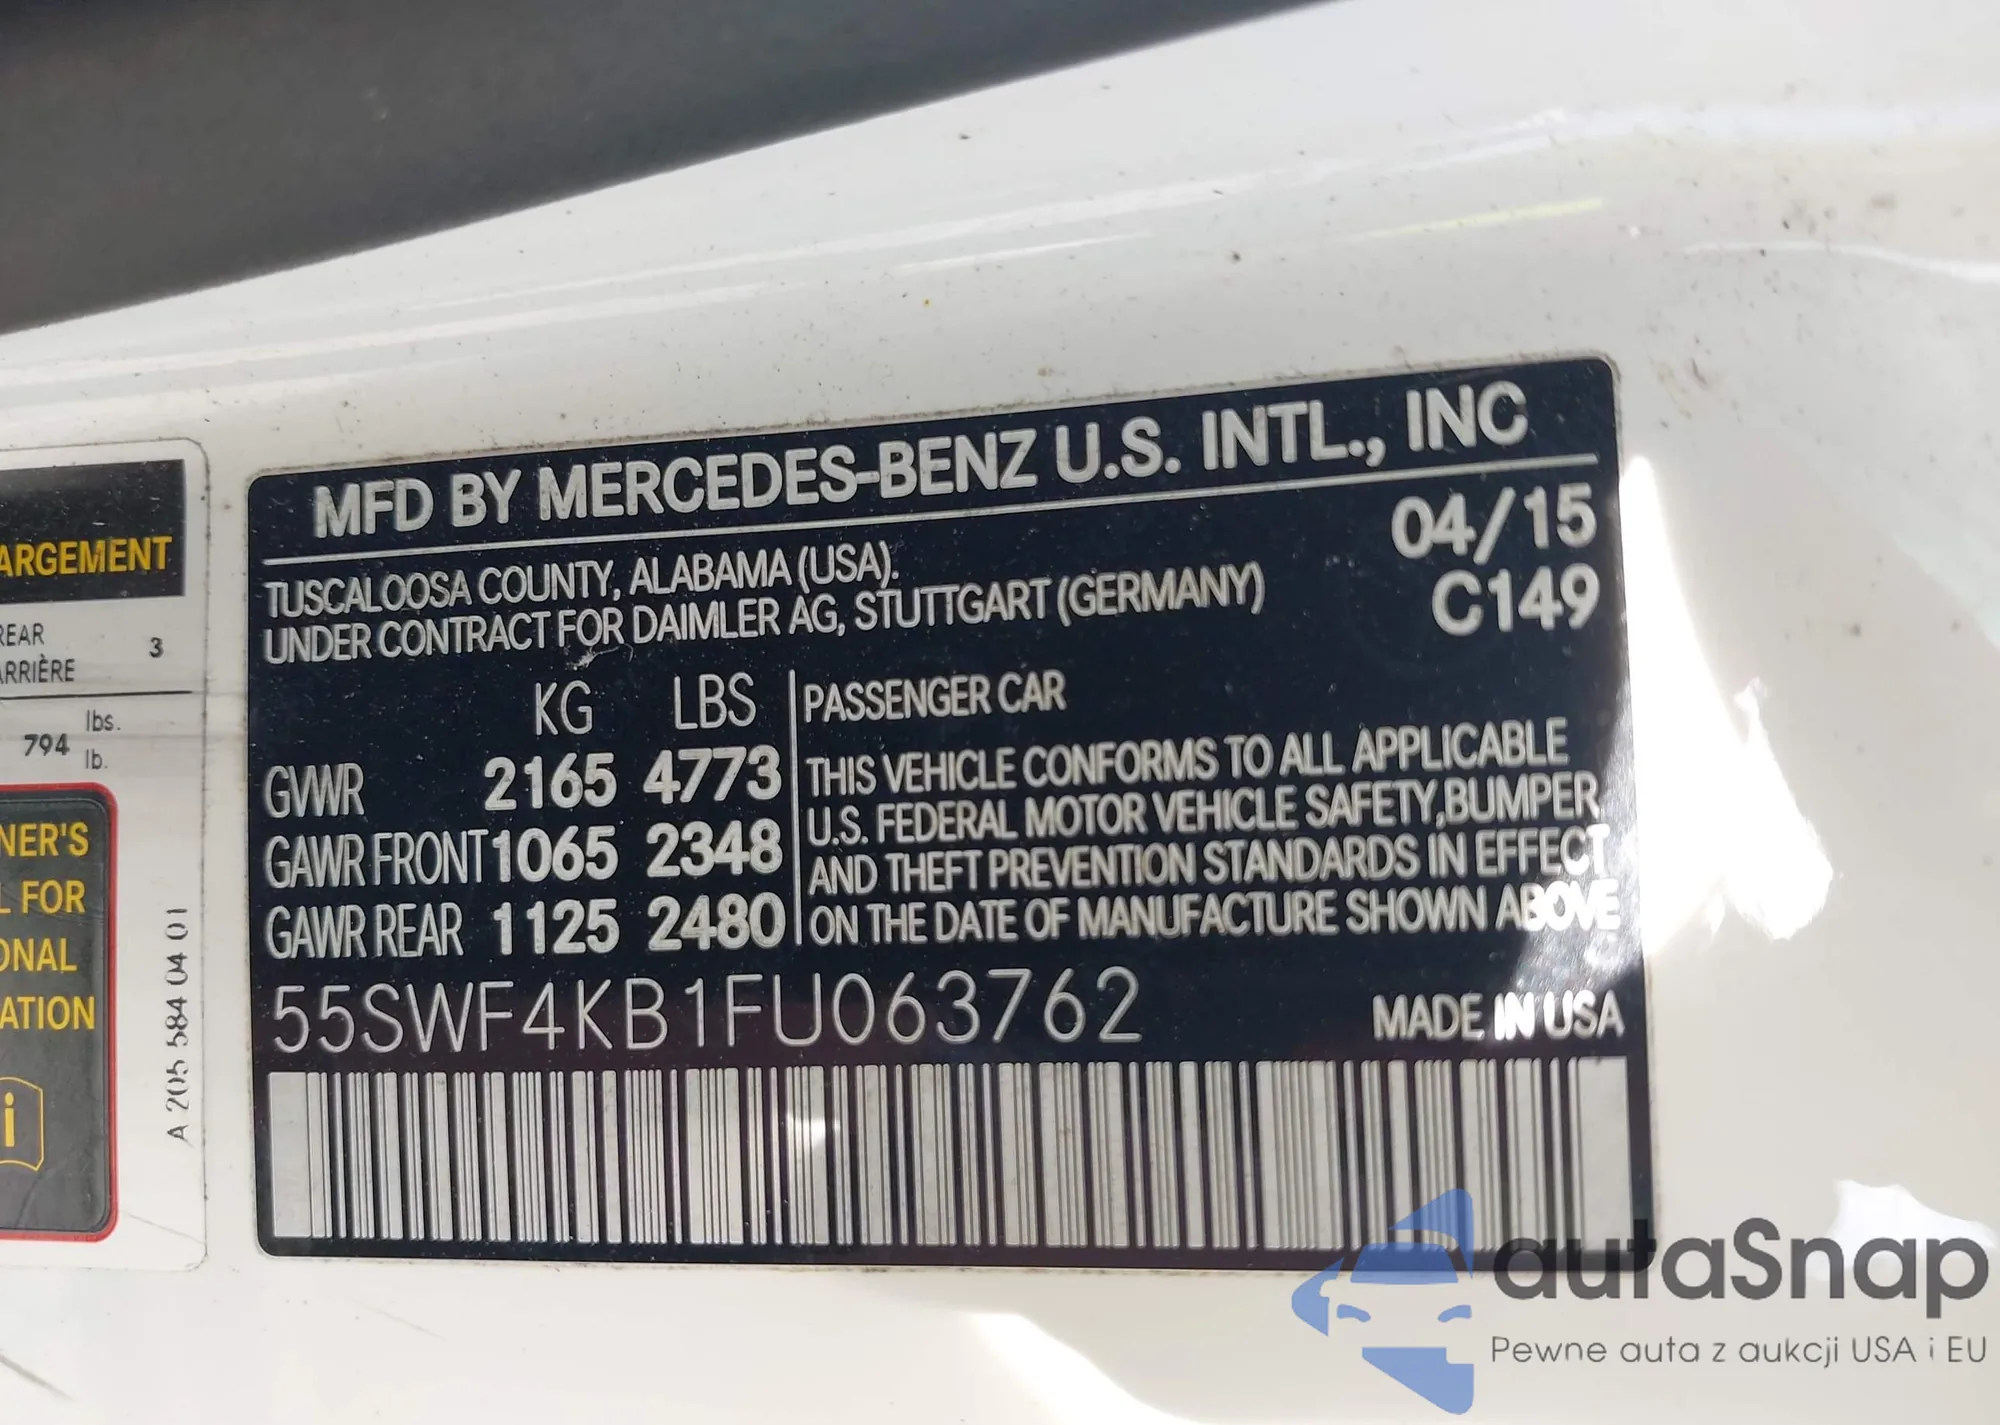 ARGEMENT
REAR
ARRIÈRE
3
794
lbs.
lb.
NER'S
L FOR
ONAL
ATION
i
A 205 584 04 01
MFD BY MERCEDES-BENZ U.S. INTL., INC
TUSCALOOSA COUNTY, ALABAMA (USA).
UNDER CONTRACT FOR DAIMLER AG, STUTTGART (GERMANY)
04/15
C149
KG LBS
GVWR 2165 4773
GAWR FRONT 1065 2348
GAWR REAR 1125 2480
PASSENGER CAR
THIS VEHICLE CONFORMS TO ALL APPLICABLE
U.S. FEDERAL MOTOR VEHICLE SAFETY,BUMPER
AND THEFT PREVENTION STANDARDS IN EFFECT
ON THE DATE OF MANUFACTURE SHOWN ABOVE
55SWF4KB1FU063762
MADE IN USA
autaSnap
Pewne auta z aukcji USA i EU